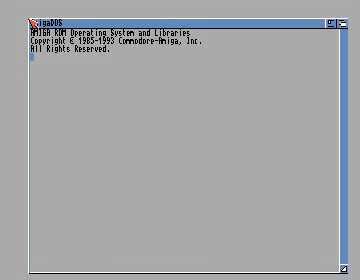 AmigaDOS
AMIGA ROM Operating System and Libraries
Copyright © 1985-1993 Commodore-Amiga, Inc.
All Rights Reserved.